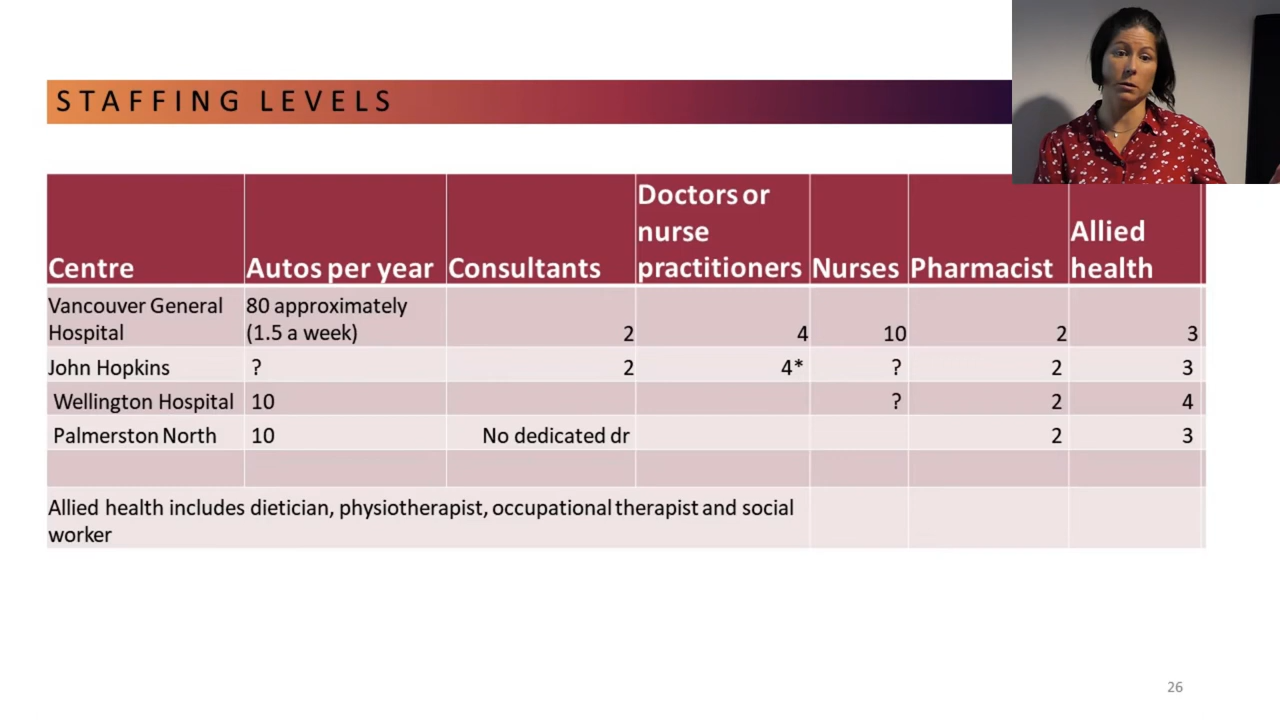 STAFFING LEVELS
Centre Autos per year Consultants Doctors or nurse practitioners Nurses Pharmacist Allied health
Vancouver General Hospital 80 approximately (1.5 a week) 2 4 10 2 3
John Hopkins ? 2 4* ? 2 3
Wellington Hospital 10 ? 2 4
Palmerston North 10 No dedicated dr 2 3
Allied health includes dietician, physiotherapist, occupational therapist and social
worker
26